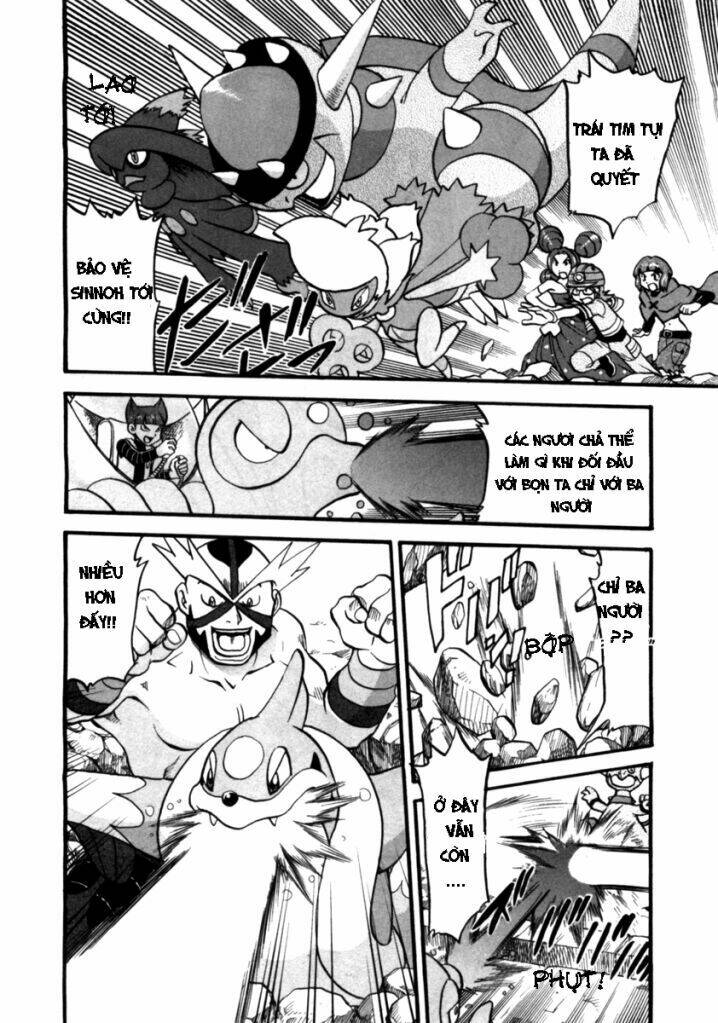 TRÁI TIM TỤI
TA ĐÃ
QUYẾT
LAO
TỚI
BẢO VỆ
SINNOH TỚI
CÙNG!!
CÁC NGƯƠI CHẢ THỂ
LÀM GÌ KHI ĐỐI ĐẦU
VỚI BỌN TA CHỈ VỚI BA
NGƯỜI
CHỈ BA
NGƯỜI
??
BỘP
NHIỀU
HƠN
ĐẤY!!
Ở ĐÂY
VẪN
CÒN
....
PHỤT!